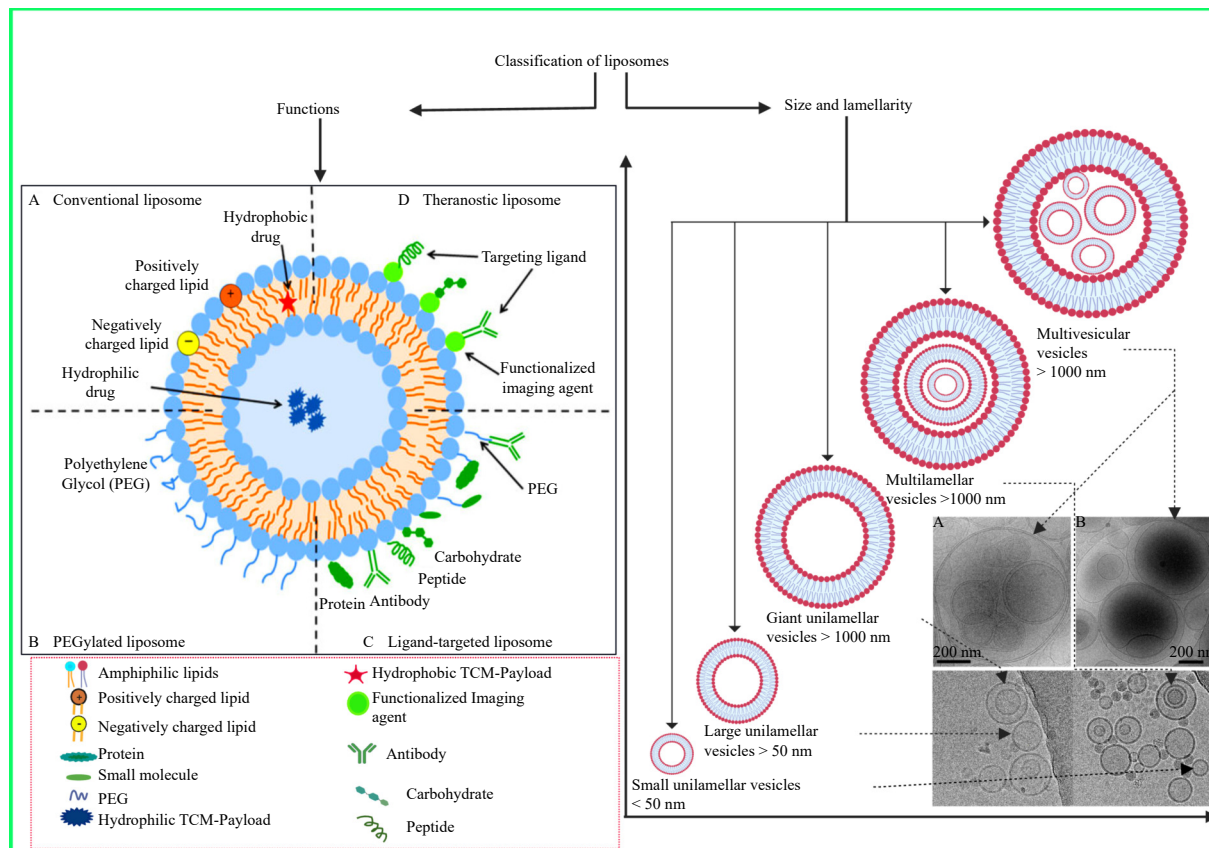 Classification of liposomes
Functions
Size and lamellarity
A Conventional liposome
D Theranostic liposome
Hydrophobic
drug
Targeting ligand
Positively
charged lipid
Negatively
charged lipid
Functionalized
imaging agent
Hydrophilic
drug
Polyethylene
Glycol (PEG)
PEG
Carbohydrate
Peptide
Protein Antibody
B PEGylated liposome
C Ligand-targeted liposome
Amphiphilic lipids
Positively charged lipid
Negatively charged lipid
Protein
Small molecule
PEG
Hydrophilic TCM-Payload
Hydrophobic TCM-Payload
Functionalized Imaging
agent
Antibody
Carbohydrate
Peptide
Multivesicular
vesicles
> 1000 nm
Multilamellar
vesicles >1000 nm
Giant unilamellar
vesicles > 1000 nm
Large unilamellar
vesicles > 50 nm
Small unilamellar vesicles
< 50 nm
A
B
200 nm
200 nm